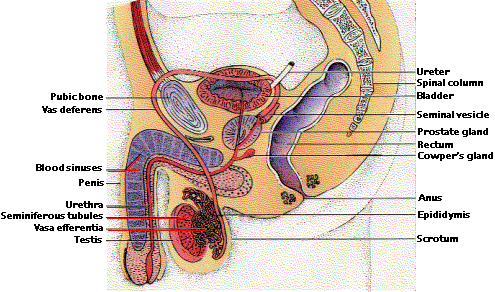 Ureter
Spinal column
Bladder
Pubic bone
Vas deferens
Seminal vesicle
Prostate gland
Rectum
Cowper's gland
Blood sinuses
Penis
Anus
Urethra
Seminiferous tubules
Epididymis
Vasa efferentia
Testis
Scrotum